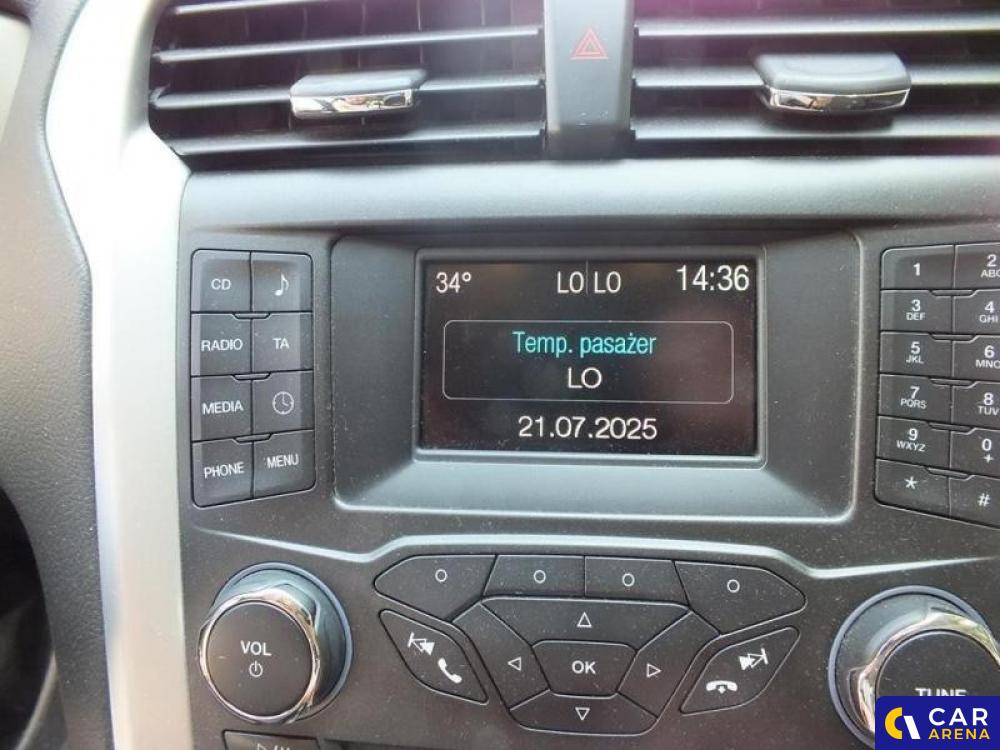 34° LO LO 14:36
Temp. pasażer
LO
21.07.2025
CD
RADIO TA
MEDIA
PHONE MENU
1 2 ABC
3 DEF 4 GHI
5 JKL 6 MNO
7 PQRS 8 TUV
9 WXYZ 0 +
* #
VOL
OK
TUNE
CAR
ARENA